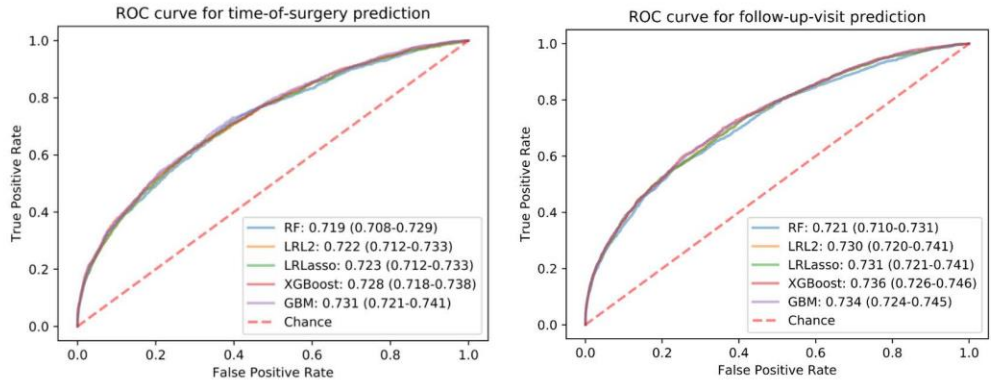 ROC curve for time-of-surgery prediction
True Positive Rate
1.0
0.8
0.6
0.4
0.2
0.0
RF: 0.719 (0.708-0.729)
LRL2: 0.722 (0.712-0.733)
LRLasso: 0.723 (0.712-0.733)
XGBoost: 0.728 (0.718-0.738)
GBM: 0.731 (0.721-0.741)
Chance
0.0 0.2 0.4 0.6 0.8 1.0
False Positive Rate
ROC curve for follow-up-visit prediction
True Positive Rate
1.0
0.8
0.6
0.4
0.2
0.0
RF: 0.721 (0.710-0.731)
LRL2: 0.730 (0.720-0.741)
LRLasso: 0.731 (0.721-0.741)
XGBoost: 0.736 (0.726-0.746)
GBM: 0.734 (0.724-0.745)
Chance
0.0 0.2 0.4 0.6 0.8 1.0
False Positive Rate